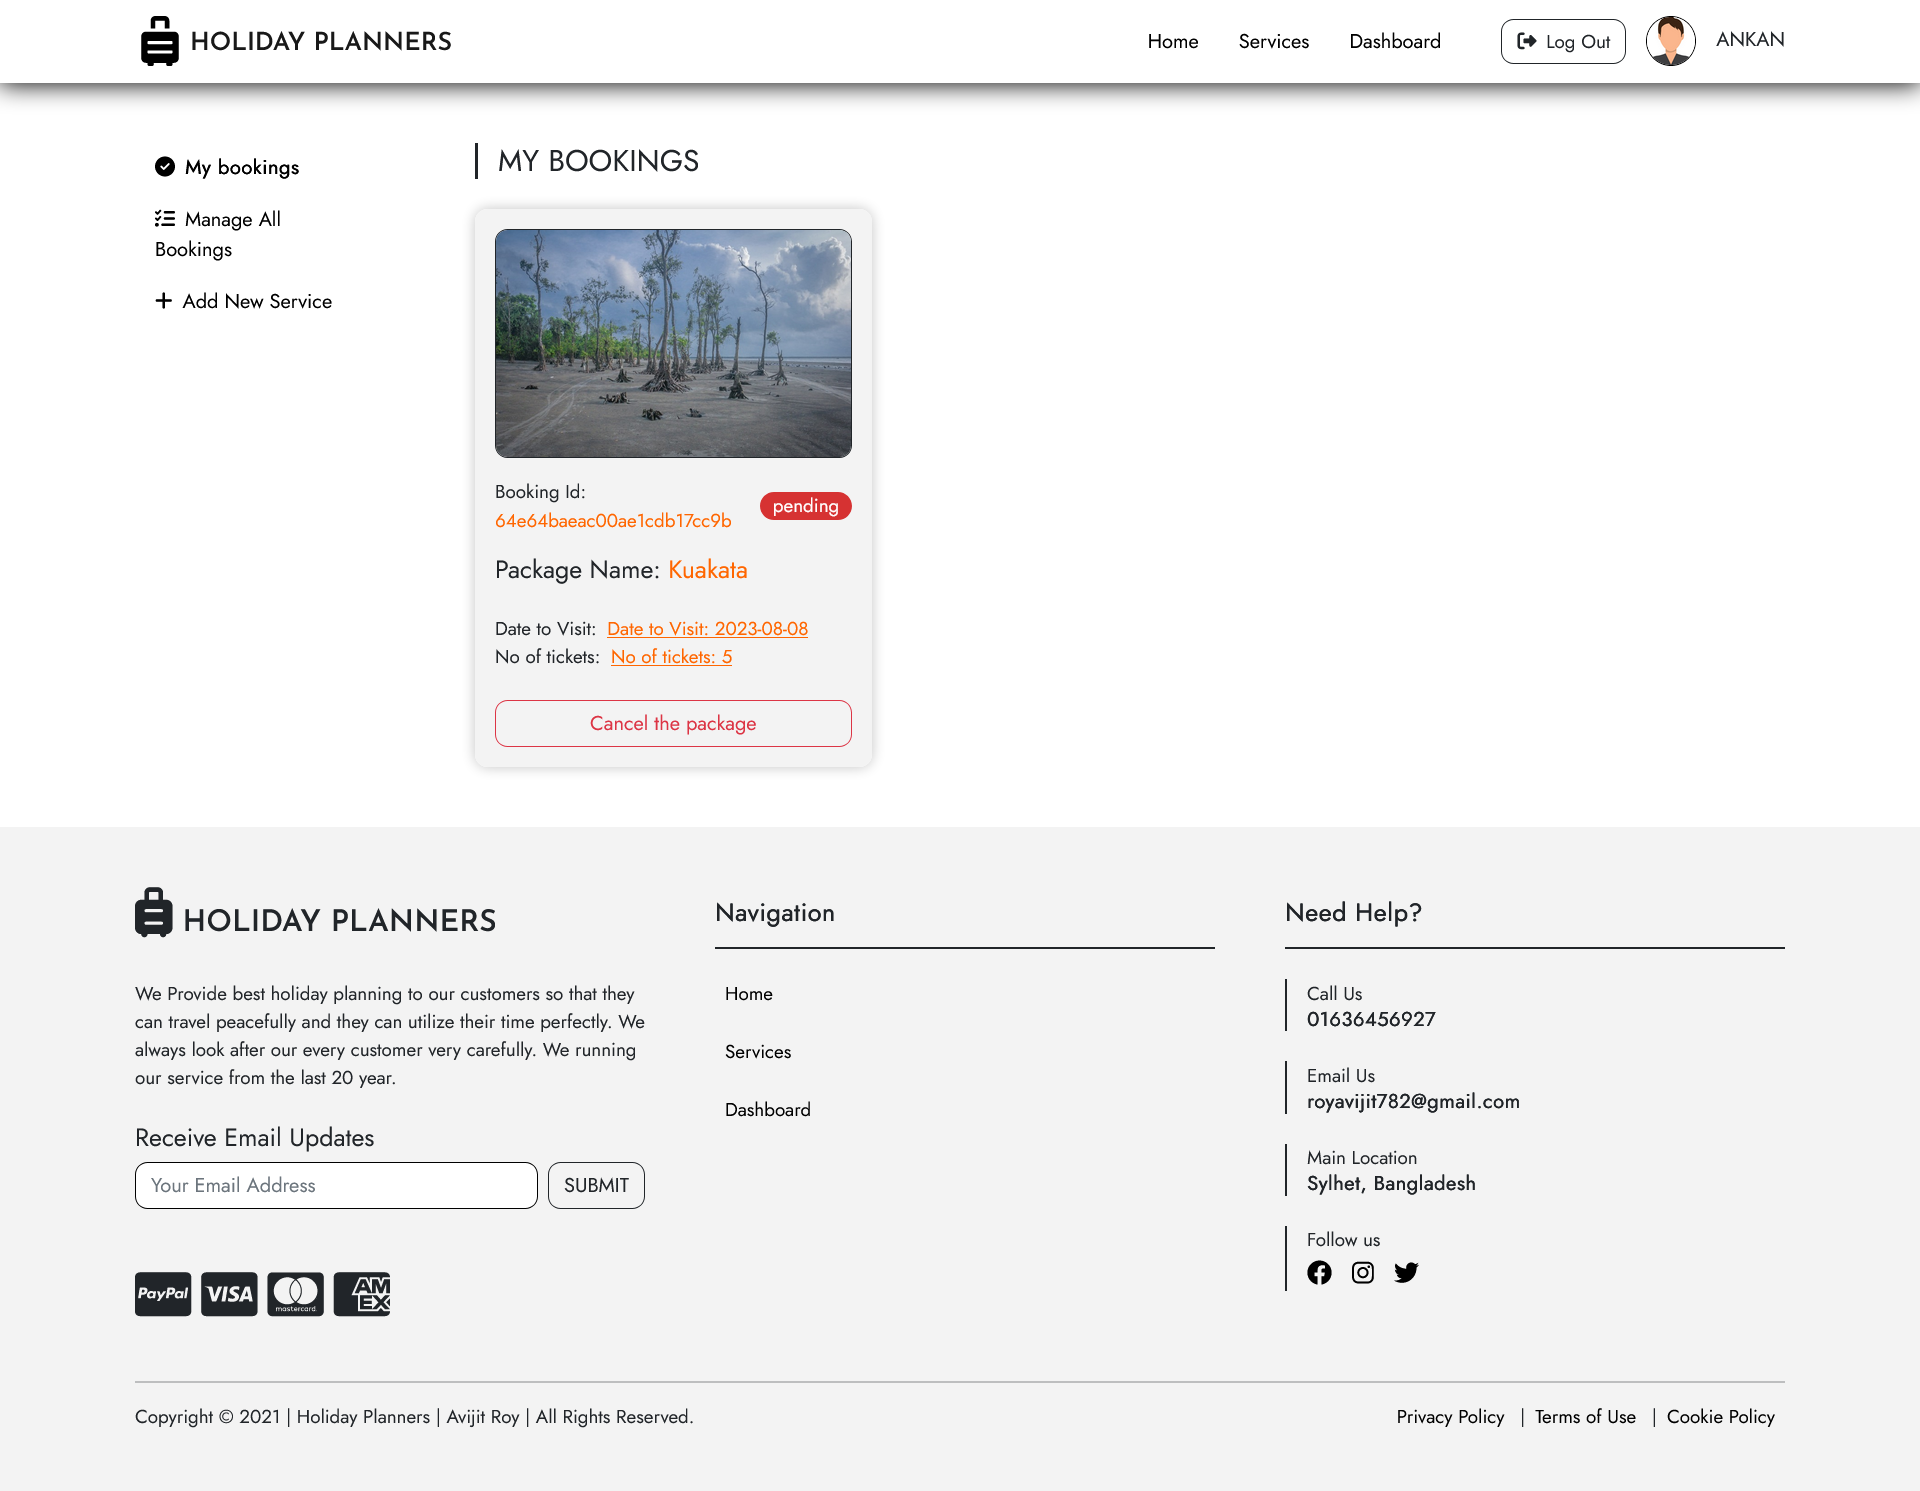 HOLIDAY PLANNERS
Home
Services
Dashboard
Log Out
ANKAN
My bookings
Manage All
Bookings
Add New Service
MY BOOKINGS
Booking Id:
64e64baeac00ae1cdb17cc9b
pending
Package Name: Kuakata
Date to Visit: Date to Visit: 2023-08-08
No of tickets: No of tickets: 5
Cancel the package
HOLIDAY PLANNERS
We Provide best holiday planning to our customers so that they
can travel peacefully and they can utilize their time perfectly. We
always look after our every customer very carefully. We running
our service from the last 20 year.
Receive Email Updates
Your Email Address
SUBMIT
PayPal
VISA
mastercard
AM
EX
Navigation
Home
Services
Dashboard
Need Help?
Call Us
01636456927
Email Us
royavijit782@gmail.com
Main Location
Sylhet, Bangladesh
Follow us
Copyright © 2021 | Holiday Planners | Avijit Roy | All Rights Reserved.
Privacy Policy | Terms of Use | Cookie Policy